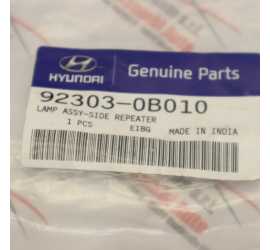 HYUNDAI
Genuine Parts
92303-0B010
LAMP ASSY-SIDE REPEATER
1 PCS EIBG MADE IN INDIA